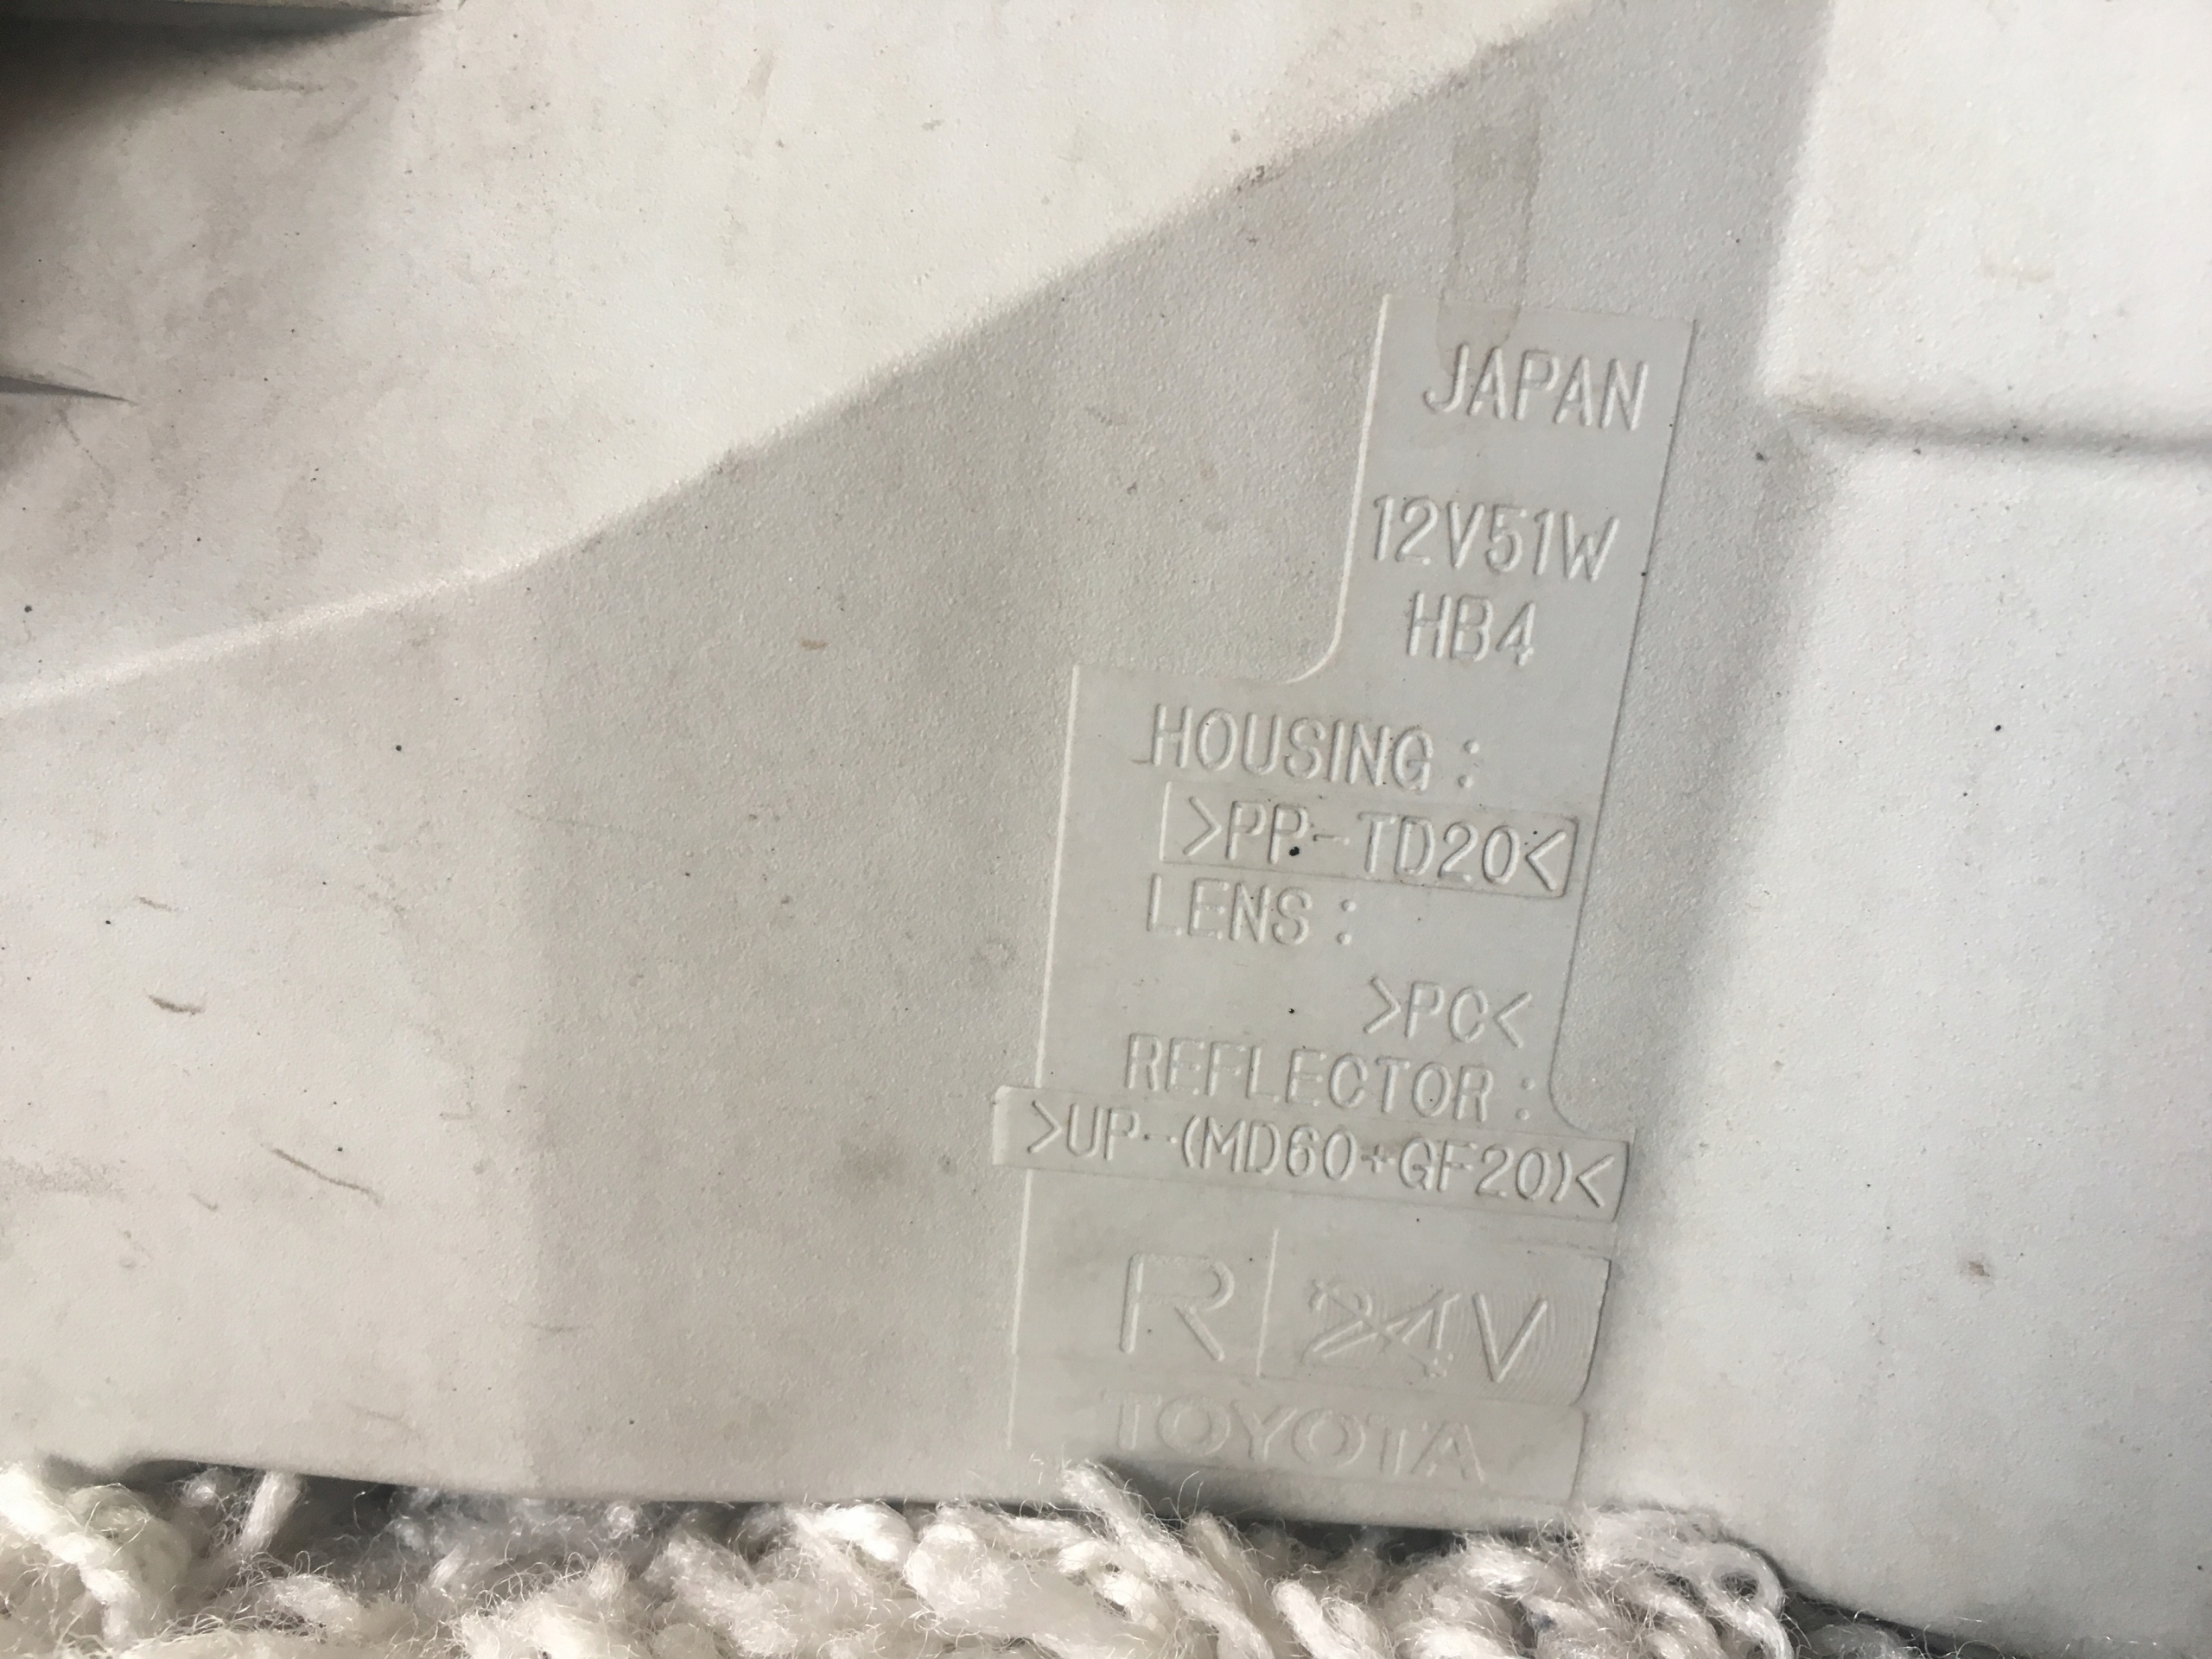 JAPAN
12V51W
HB4
HOUSING :
>PP-TD20<
LENS :
>PC<
REFLECTOR :
>UP-(MD60+GF20)<
R 24V
TOYOTA